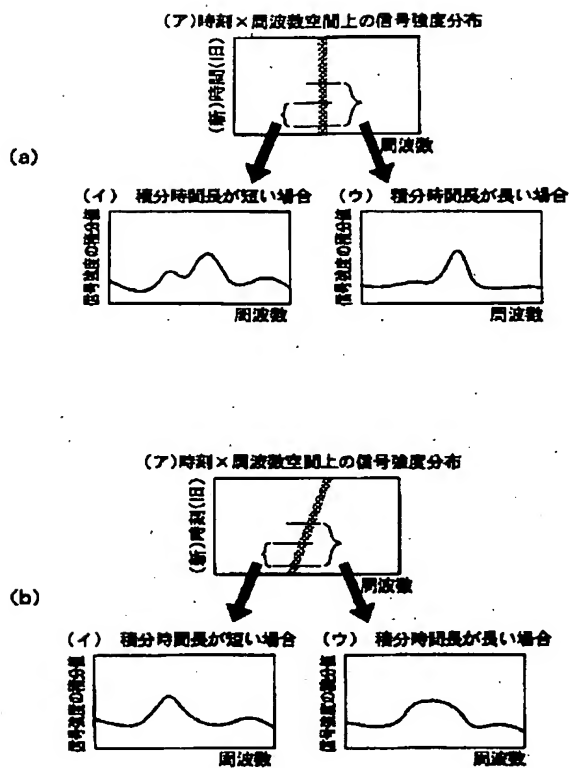 (ア)時刻×周波数空間上の信号強度分布
(新)時間(旧)
周波数
(a)
(イ) 積分時間長が短い場合
(ウ) 積分時間長が長い場合
信号強度の積分値
信号強度の積分値
周波数
周波数
(ア)時刻×周波数空間上の信号強度分布
(新)時刻(旧)
周波数
(b)
(イ) 積分時間長が短い場合
(ウ) 積分時間長が長い場合
信号強度の積分値
信号強度の積分値
周波数
周波数